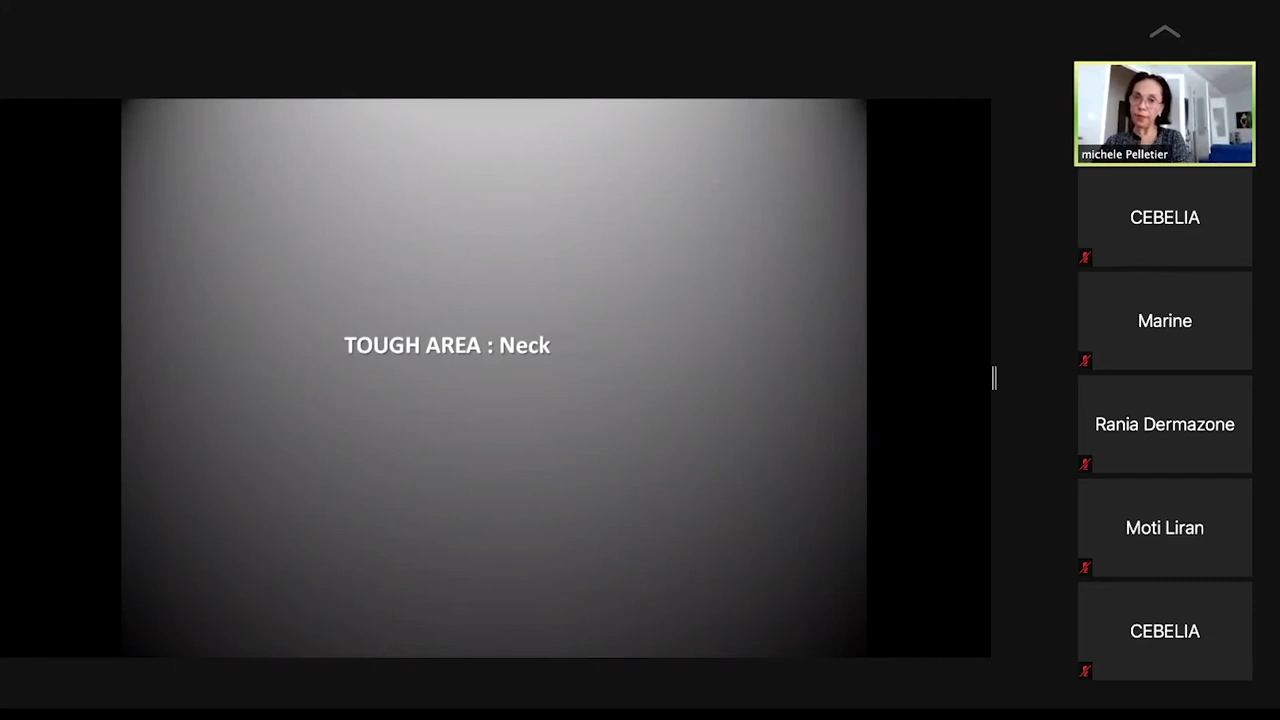 TOUGH AREA : Neck
michele Pelletier
CEBELIA
Marine
Rania Dermazone
Moti Liran
CEBELIA